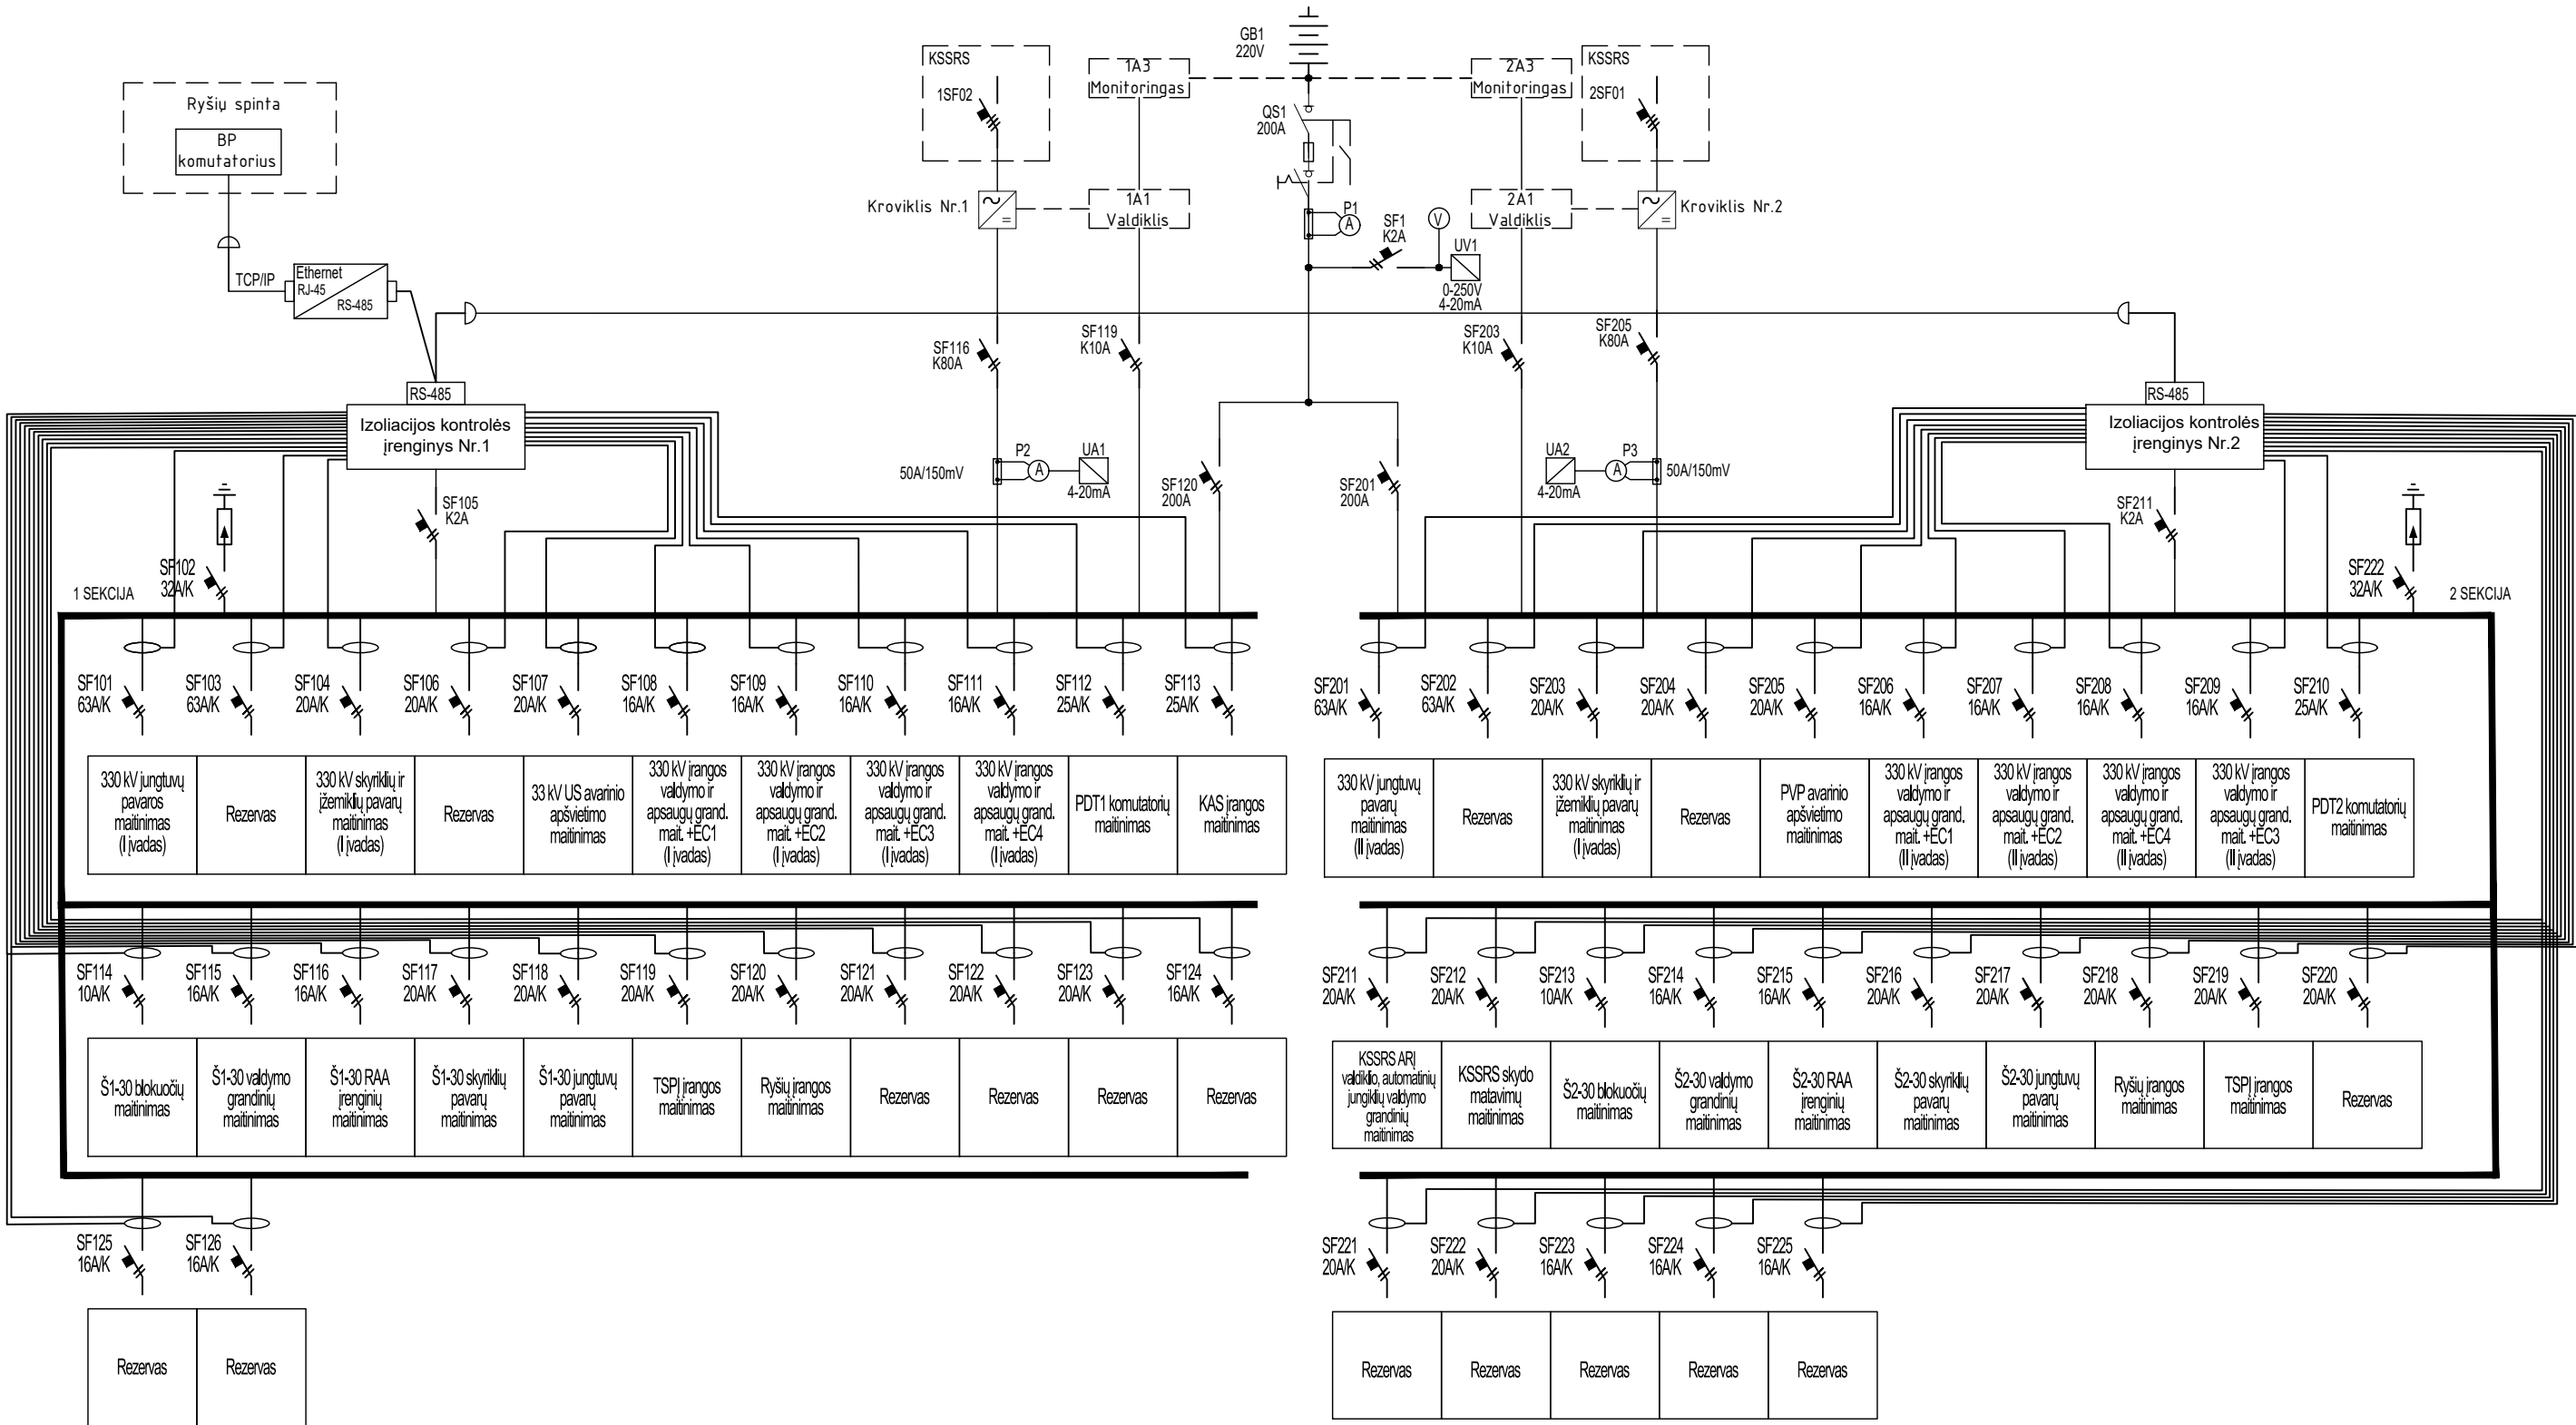 GB1
220V
KSSRS
1SF02
1A3
Monitoringas
2A3
Monitoringas
KSSRS
2SF01
Ryšių spinta
BP
komutatorius
QS1
200A
Kroviklis Nr.1
1A1
Valdiklis
P1
A
SF1
K2A
V
UV1
0-250V
4-20mA
2A1
Valdiklis
Kroviklis Nr.2
TCP/IP
Ethernet
RJ-45
RS-485
SF116
K80A
SF119
K10A
SF203
K10A
SF205
K80A
RS-485
Izoliacijos kontrolės
įrenginys Nr.1
RS-485
Izoliacijos kontrolės
įrenginys Nr.2
50A/150mV
P2
A
UA1
4-20mA
SF120
200A
SF201
200A
UA2
4-20mA
A
P3
50A/150mV
SF105
K2A
SF211
K2A
SF102
32A/K
SF222
32A/K
1 SEKCIJA
2 SEKCIJA
SF101
63A/K
SF103
63A/K
SF104
20A/K
SF106
20A/K
SF107
20A/K
SF108
16A/K
SF109
16A/K
SF110
16A/K
SF111
16A/K
SF112
25A/K
SF113
25A/K
SF201
63A/K
SF202
63A/K
SF203
20A/K
SF204
20A/K
SF205
20A/K
SF206
16A/K
SF207
16A/K
SF208
16A/K
SF209
16A/K
SF210
25A/K
330 kV jungtuvų
pavaros
maitinimas
(I įvadas)
Rezervas
330 kV skyriklių ir
įžemiklių pavarų
maitinimas
(I įvadas)
Rezervas
33 kV US avarinio
apšvietimo
maitinimas
330 kV įrangos
valdymo ir
apsaugų grand.
mait. +EC1
(I įvadas)
330 kV įrangos
valdymo ir
apsaugų grand.
mait. +EC2
(I įvadas)
330 kV įrangos
valdymo ir
apsaugų grand.
mait. +EC3
(I įvadas)
330 kV įrangos
valdymo ir
apsaugų grand.
mait. +EC4
(I įvadas)
PDT1 komutatorių
maitinimas
KAS įrangos
maitinimas
330 kV jungtuvų
pavarų
maitinimas
(II įvadas)
Rezervas
330 kV skyriklių ir
įžemiklių pavarų
maitinimas
(I įvadas)
Rezervas
PVP avarinio
apšvietimo
maitinimas
330 kV įrangos
valdymo ir
apsaugų grand.
mait. +EC1
(II įvadas)
330 kV įrangos
valdymo ir
apsaugų grand.
mait. +EC2
(II įvadas)
330 kV įrangos
valdymo ir
apsaugų grand.
mait. +EC4
(II įvadas)
330 kV įrangos
valdymo ir
apsaugų grand.
mait. +EC3
(II įvadas)
PDT2 komutatorių
maitinimas
SF114
10A/K
SF115
16A/K
SF116
16A/K
SF117
20A/K
SF118
20A/K
SF119
20A/K
SF120
20A/K
SF121
20A/K
SF122
20A/K
SF123
20A/K
SF124
16A/K
SF211
20A/K
SF212
20A/K
SF213
10A/K
SF214
16A/K
SF215
16A/K
SF216
20A/K
SF217
20A/K
SF218
20A/K
SF219
20A/K
SF220
20A/K
Š1-30 blokuočių
maitinimas
Š1-30 valdymo
grandinių
maitinimas
Š1-30 RAA
įrenginių
maitinimas
Š1-30 skyriklių
pavarų
maitinimas
Š1-30 jungtuvų
pavarų
maitinimas
TSPĮ įrangos
maitinimas
Ryšių įrangos
maitinimas
Rezervas
Rezervas
Rezervas
Rezervas
KSSRS ARĮ
valdiklio, automatinių
jungiklių valdymo
grandinių
maitinimas
KSSRS skydo
matavimų
maitinimas
Š2-30 blokuočių
maitinimas
Š2-30 valdymo
grandinių
maitinimas
Š2-30 RAA
įrenginių
maitinimas
Š2-30 skyriklių
pavarų
maitinimas
Š2-30 jungtuvų
pavarų
maitinimas
Ryšių įrangos
maitinimas
TSPĮ įrangos
maitinimas
Rezervas
SF125
16A/K
SF126
16A/K
SF221
20A/K
SF222
20A/K
SF223
16A/K
SF224
16A/K
SF225
16A/K
Rezervas
Rezervas
Rezervas
Rezervas
Rezervas
Rezervas
Rezervas